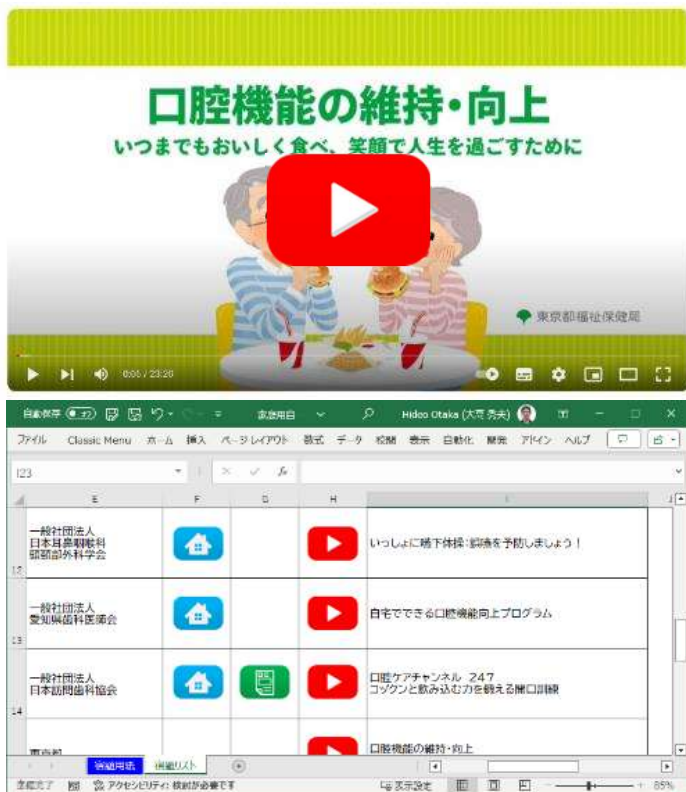 口腔機能の維持・向上
いつまでもおいしく食べ、笑顔で人生を過ごすために
東京都福祉保健局
0:05 / 23:20
自動保存 オフ
Hideo Otaka (大高 秀夫)
ファイル Classic Menu ホーム 挿入 ページ レイアウト 数式 データ 校閲 表示 自動化 開発 アドイン ヘルプ
I23
E F G H I J
一般社団法人
日本耳鼻咽喉科
頭頸部外科学会
いっしょに嚥下体操:誤嚥を予防しましょう!
12
一般社団法人
愛知県歯科医師会
自宅でできる口腔機能向上プログラム
13
一般社団法人
日本訪問歯科協会
口腔ケアチャンネル 247
ゴックンと飲み込む力を鍛える開口訓練
14
東京都
口腔機能の維持・向上
準備完了 アクセシビリティ: 検討が必要です 表示設定 85%